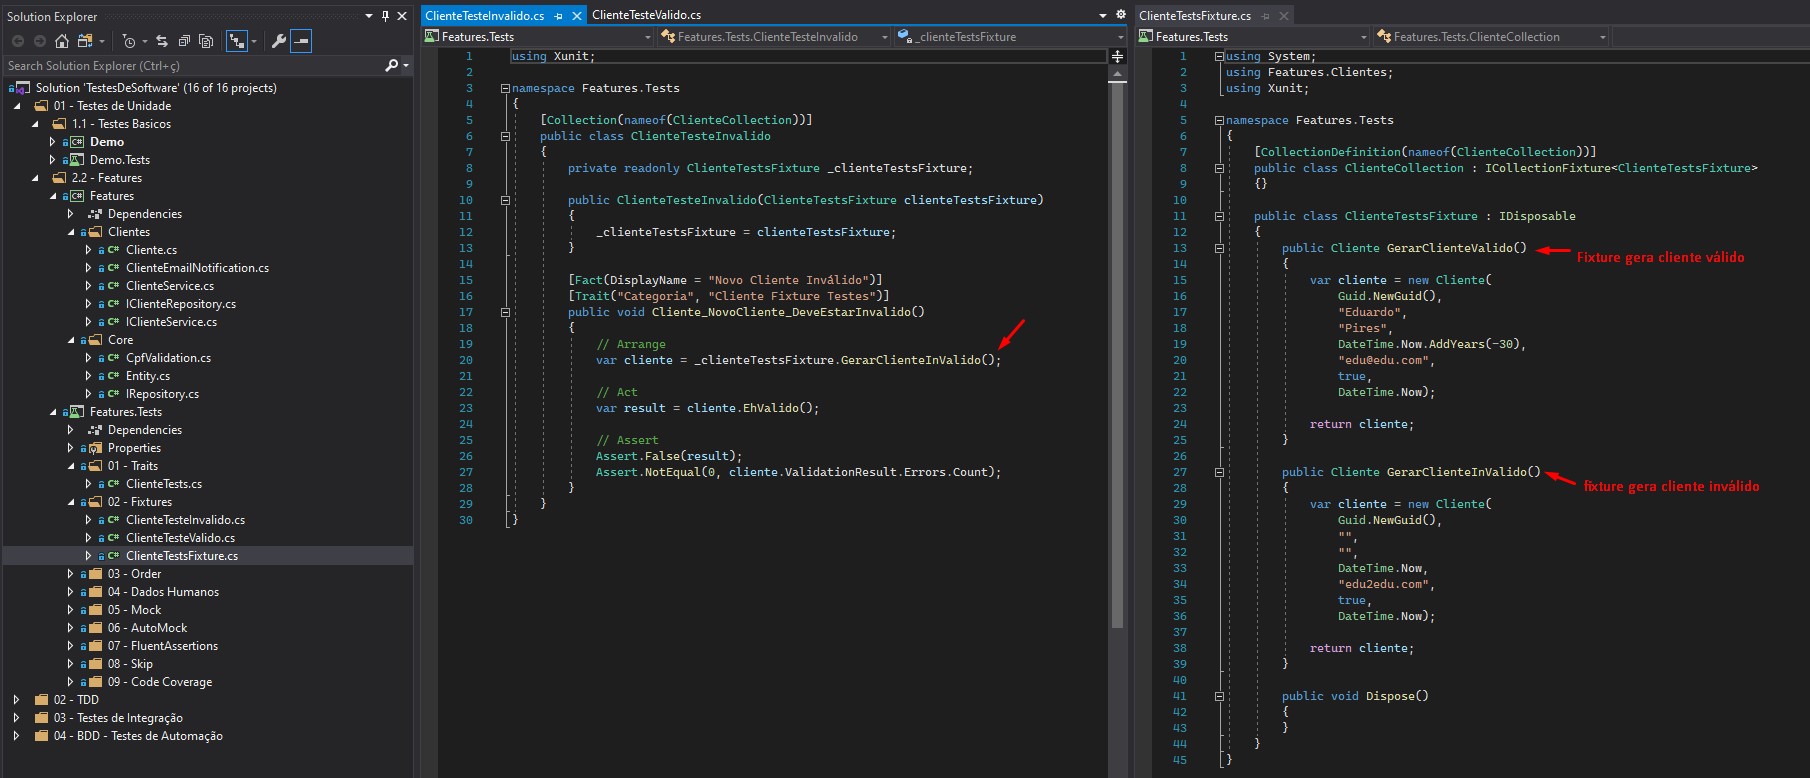 Solution Explorer
Search Solution Explorer (Ctrl+ç)
Solution 'TestesDeSoftware' (16 of 16 projects)
01 - Testes de Unidade
1.1 - Testes Basicos
Demo
Demo.Tests
2.2 - Features
Features
Dependencies
Clientes
Cliente.cs
ClienteEmailNotification.cs
ClienteService.cs
IClienteRepository.cs
IClienteService.cs
Core
CpfValidation.cs
Entity.cs
IRepository.cs
Features.Tests
Dependencies
Properties
01 - Traits
ClienteTests.cs
02 - Fixtures
ClienteTesteInvalido.cs
ClienteTesteValido.cs
ClienteTestsFixture.cs
03 - Order
04 - Dados Humanos
05 - Mock
06 - AutoMock
07 - FluentAssertions
08 - Skip
09 - Code Coverage
02 - TDD
03 - Testes de Integração
04 - BDD - Testes de Automação
ClienteTesteInvalido.cs ClienteTesteValido.cs
Features.Tests Features.Tests.ClienteTesteInvalido _clienteTestsFixture
1 using Xunit;
2
3 namespace Features.Tests
4 {
5 [Collection(nameof(ClienteCollection))]
6 public class ClienteTesteInvalido
7 {
8 private readonly ClienteTestsFixture _clienteTestsFixture;
9
10 public ClienteTesteInvalido(ClienteTestsFixture clienteTestsFixture)
11 {
12 _clienteTestsFixture = clienteTestsFixture;
13 }
14
15 [Fact(DisplayName = "Novo Cliente Inválido")]
16 [Trait("Categoria", "Cliente Fixture Testes")]
17 public void Cliente_NovoCliente_DeveEstarInvalido()
18 {
19 // Arrange
20 var cliente = _clienteTestsFixture.GerarClienteInValido();
21
22 // Act
23 var result = cliente.EhValido();
24
25 // Assert
26 Assert.False(result);
27 Assert.NotEqual(0, cliente.ValidationResult.Errors.Count);
28 }
29 }
30 }
ClienteTestsFixture.cs
Features.Tests Features.Tests.ClienteCollection
1 using System;
2 using Features.Clientes;
3 using Xunit;
4
5 namespace Features.Tests
6 {
7 [CollectionDefinition(nameof(ClienteCollection))]
8 public class ClienteCollection : ICollectionFixture<ClienteTestsFixture>
9 {}
10
11 public class ClienteTestsFixture : IDisposable
12 {
13 public Cliente GerarClienteValido()
Fixture gera cliente válido
14 {
15 var cliente = new Cliente(
16 Guid.NewGuid(),
17 "Eduardo",
18 "Pires",
19 DateTime.Now.AddYears(-30),
20 "edu@edu.com",
21 true,
22 DateTime.Now);
23
24 return cliente;
25 }
26
27 public Cliente GerarClienteInValido()
fixture gera cliente inválido
28 {
29 var cliente = new Cliente(
30 Guid.NewGuid(),
31 "",
32 "",
33 DateTime.Now,
34 "edu2edu.com",
35 true,
36 DateTime.Now);
37
38 return cliente;
39 }
40
41 public void Dispose()
42 {
43 }
44 }
45 }